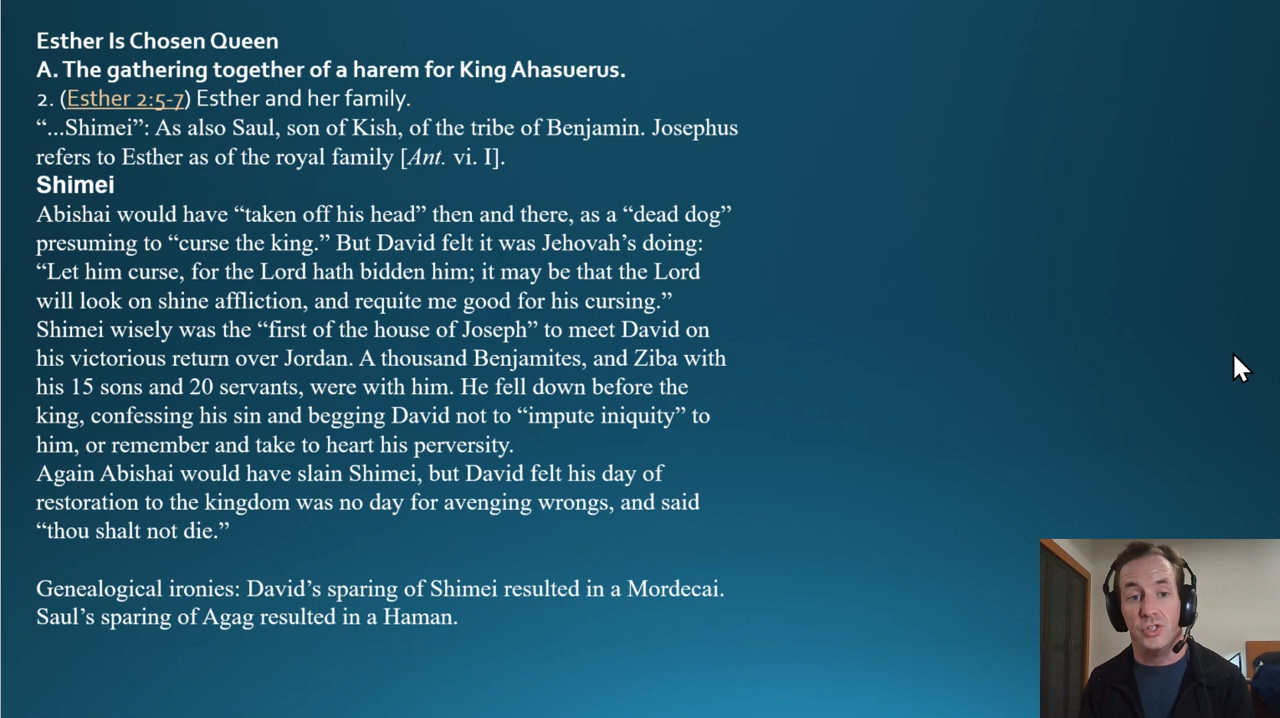 Esther Is Chosen Queen
A. The gathering together of a harem for King Ahasuerus.
2. (Esther 2:5-7) Esther and her family.
“...Shimei”: As also Saul, son of Kish, of the tribe of Benjamin. Josephus
refers to Esther as of the royal family [Ant. vi. I].
Shimei
Abishai would have “taken off his head” then and there, as a “dead dog”
presuming to “curse the king.” But David felt it was Jehovah’s doing:
“Let him curse, for the Lord hath bidden him; it may be that the Lord
will look on shine affliction, and requite me good for his cursing.”
Shimei wisely was the “first of the house of Joseph” to meet David on
his victorious return over Jordan. A thousand Benjamites, and Ziba with
his 15 sons and 20 servants, were with him. He fell down before the
king, confessing his sin and begging David not to “impute iniquity” to
him, or remember and take to heart his perversity.
Again Abishai would have slain Shimei, but David felt his day of
restoration to the kingdom was no day for avenging wrongs, and said
“thou shalt not die.”
Genealogical ironies: David’s sparing of Shimei resulted in a Mordecai.
Saul’s sparing of Agag resulted in a Haman.